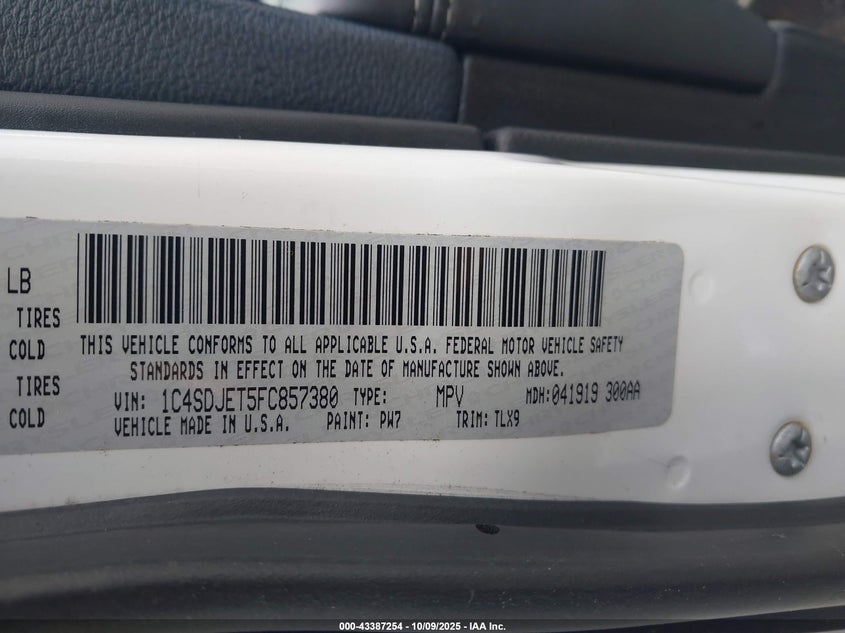 LB
TIRES
COLD
TIRES
COLD
THIS VEHICLE CONFORMS TO ALL APPLICABLE U.S.A. FEDERAL MOTOR VEHICLE SAFETY
STANDARDS IN EFFECT ON THE DATE OF MANUFACTURE SHOWN ABOVE.
VIN: 1C4SDJET5FC857380 TYPE: MPV MDH:041919 300AA
VEHICLE MADE IN U.S.A. PAINT: PW7 TRIM: TLX9
000-43387254 - 10/09/2025 - IAA Inc.